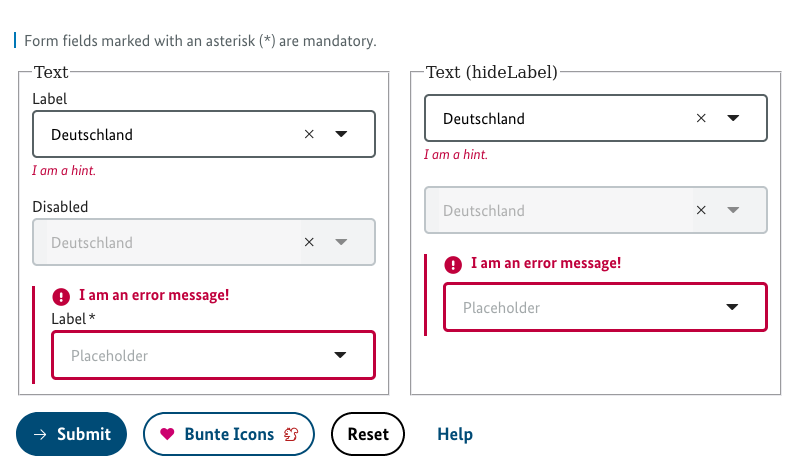 Form fields marked with an asterisk (*) are mandatory.
Text
Label
Deutschland
I am a hint.
Disabled
Deutschland
I am an error message!
Label *
Placeholder
Text (hideLabel)
Deutschland
I am a hint.
Deutschland
I am an error message!
Placeholder
Submit
Bunte Icons
Reset
Help